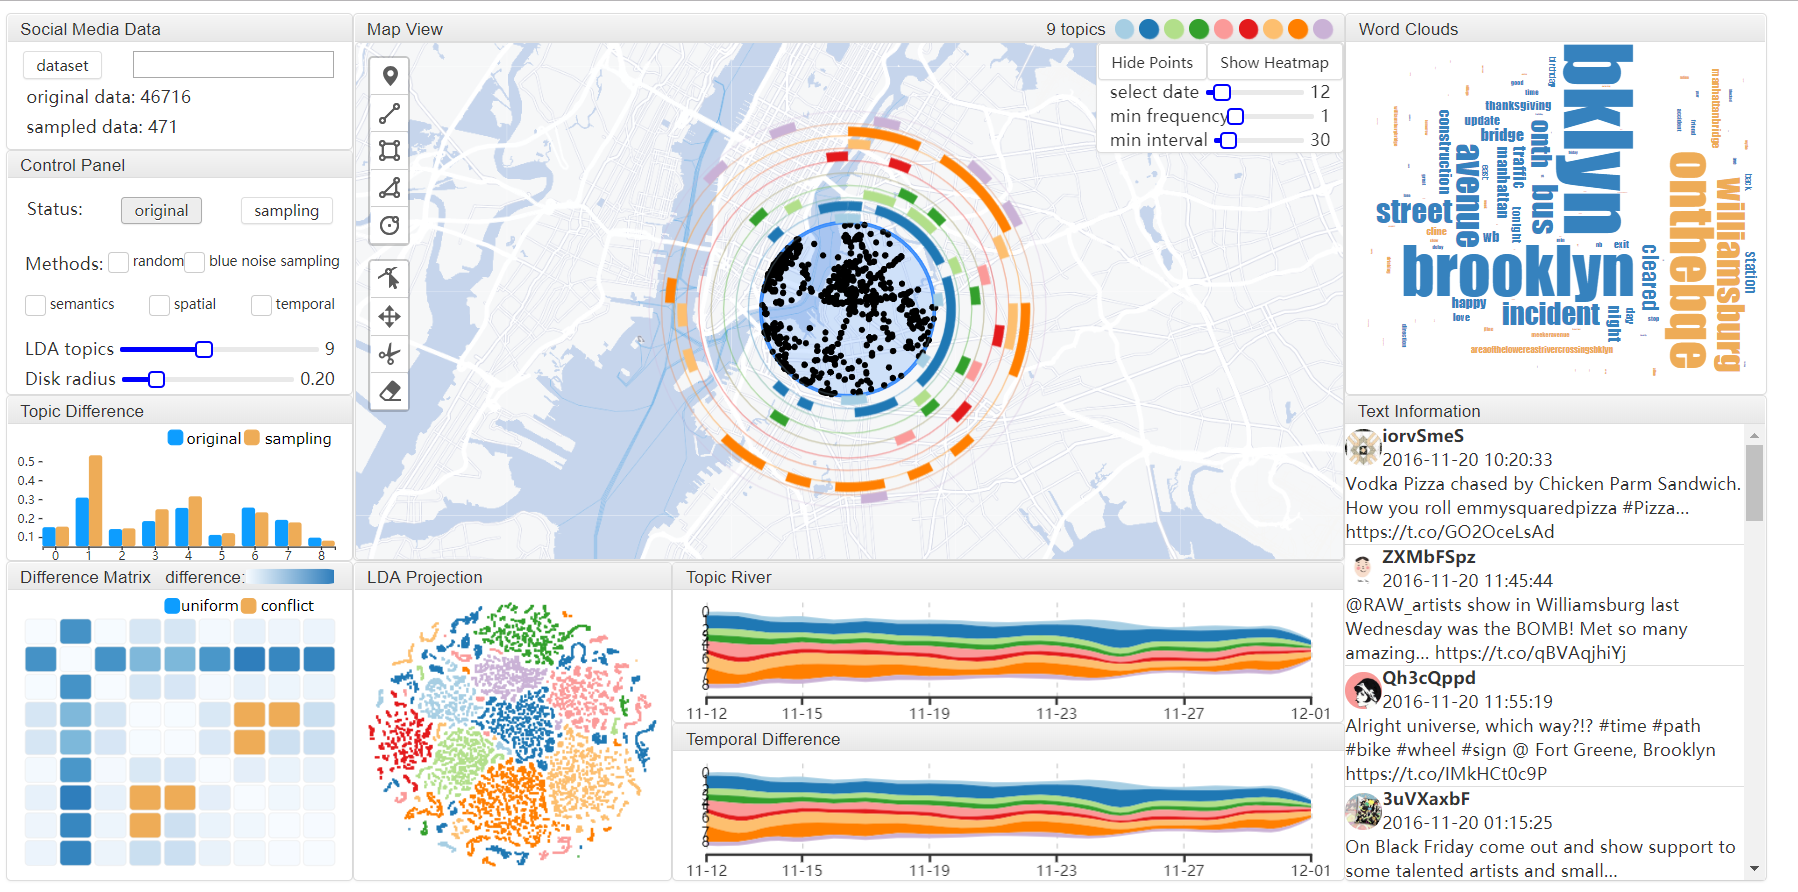 Social Media Data
dataset
original data: 46716
sampled data: 471
Control Panel
Status: original sampling
Methods: random blue noise sampling
semantics spatial temporal
LDA topics 9
Disk radius 0.20
Topic Difference
original sampling
0.5
0.4
0.3
0.2
0.1
0 1 2 3 4 5 6 7 8
Difference Matrix difference:
uniform conflict
Map View
9 topics
Hide Points Show Heatmap
select date 12
min frequency 1
min interval 30
LDA Projection
Topic River
0
2
4
6
7
8
11-12 11-15 11-19 11-23 11-27 12-01
Temporal Difference
0
2
4
6
7
8
11-12 11-15 11-19 11-23 11-27 12-01
Word Clouds
bklyn
brooklyn
onthebqe
williamsburg
street
avenue
incident
bus
onth
bridge
update
thanksgiving
time
good
birthday
construction
traffic
manhattan
tonight
east
cline
wb
exit
nb
cleared
station
happy
love
night
day
stop
manhattanbridge
areaofthelowereastrivercrossingsbklyn
Text Information
iorvSmeS
2016-11-20 10:20:33
Vodka Pizza chased by Chicken Parm Sandwich.
How you roll emmysquaredpizza #Pizza...
https://t.co/GO2OceLsAd
ZXMbFSpz
2016-11-20 11:45:44
@RAW_artists show in Williamsburg last
Wednesday was the BOMB! Met so many
amazing... https://t.co/qBVAqjhiYj
Qh3cQppd
2016-11-20 11:55:19
Alright universe, which way?!? #time #path
#bike #wheel #sign @ Fort Greene, Brooklyn
https://t.co/IMkHCt0c9P
3uVXaxbF
2016-11-20 01:15:25
On Black Friday come out and show support to
some talented artists and small...